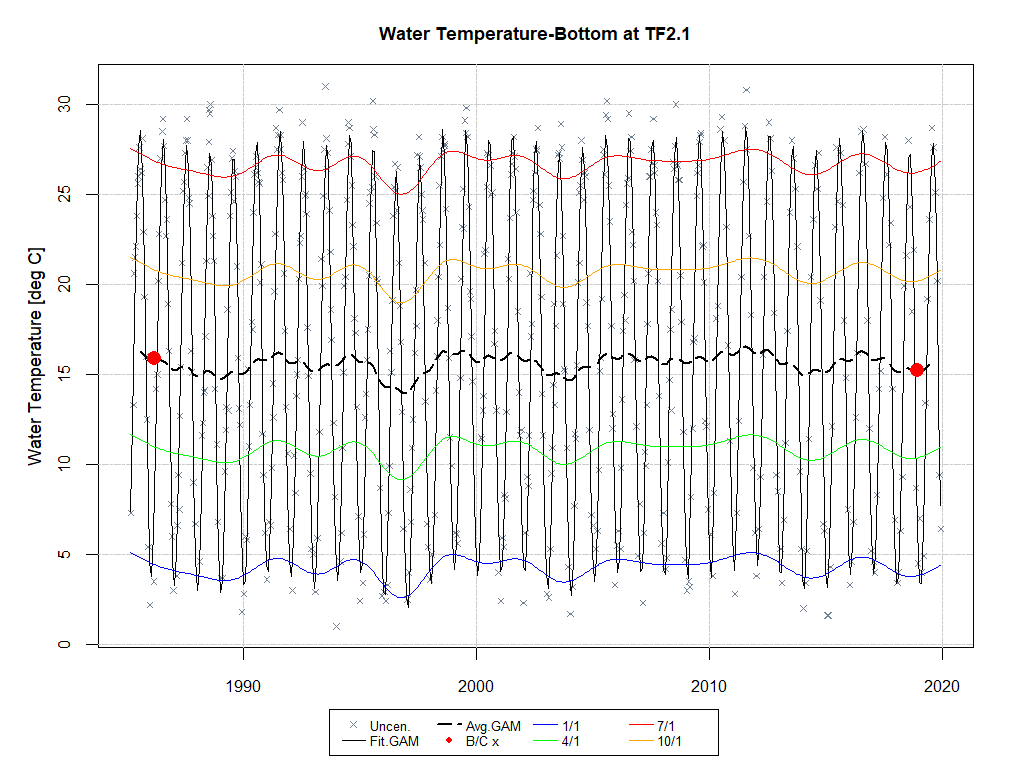 Water Temperature-Bottom at TF2.1
Water Temperature [deg C]
30
25
20
15
10
5
0
1990 2000 2010 2020
Uncen. Avg.GAM 1/1 7/1
Fit.GAM B/C x 4/1 10/1